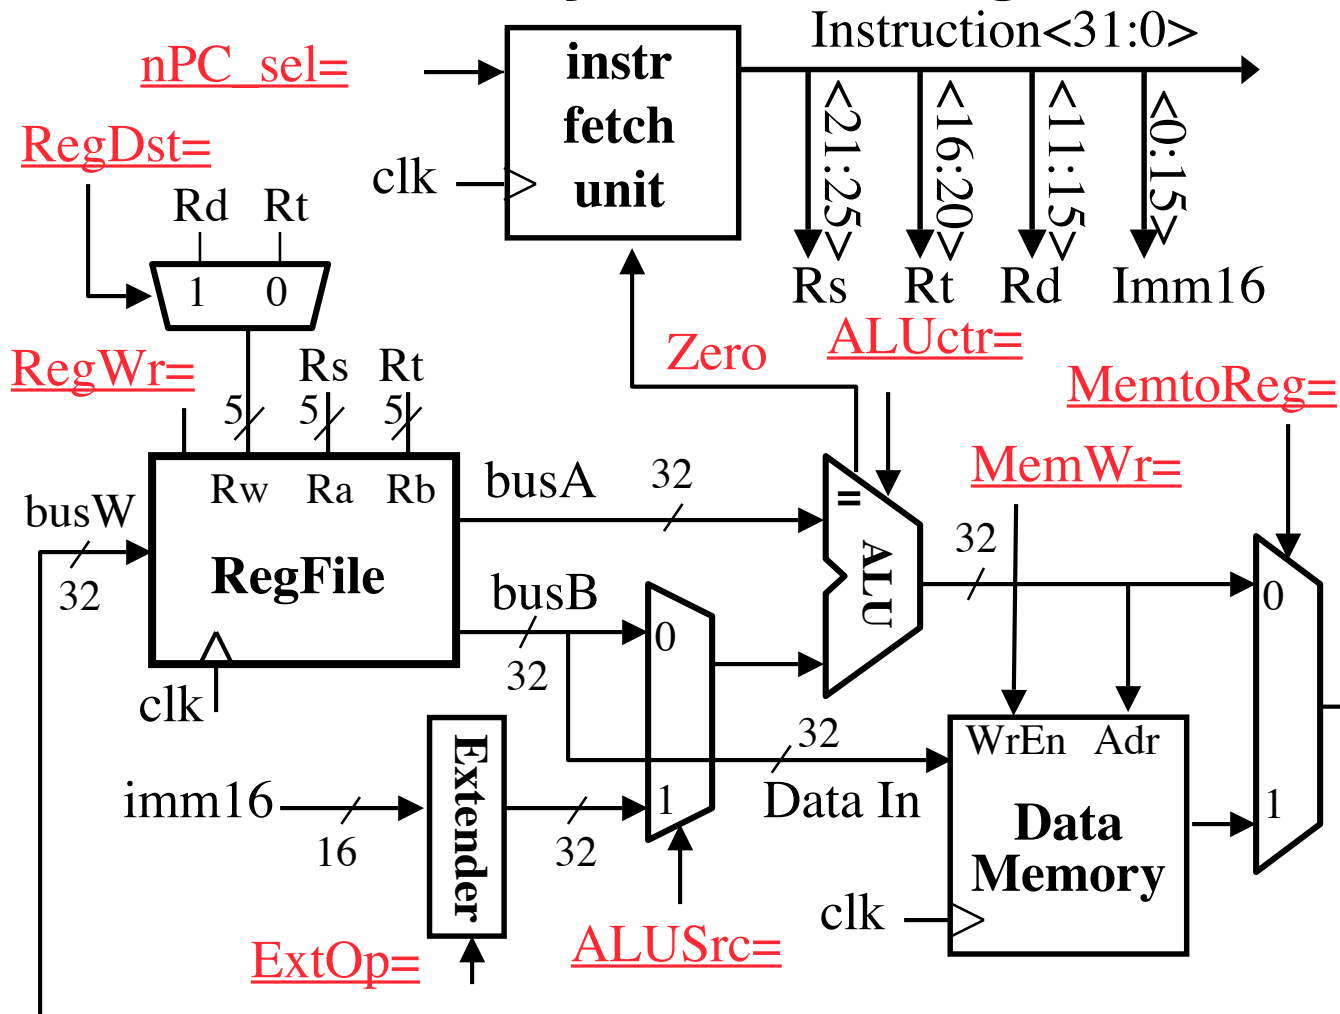 Instruction<31:0>
nPC_sel=
instr
fetch
unit
clk
RegDst=
Rd
Rt
1
0
<21:25>
<16:20>
<11:15>
<0:15>
Rs
Rt
Rd
Imm16
Zero
ALUctr=
RegWr=
Rs
Rt
5
5
5
MemtoReg=
MemWr=
busW
32
Rw
Ra
Rb
RegFile
clk
busA
32
busB
32
=
ALU
32
0
1
0
1
32
Data In
WrEn
Adr
Data
Memory
clk
imm16
16
Extender
32
ExtOp=
ALUSrc=